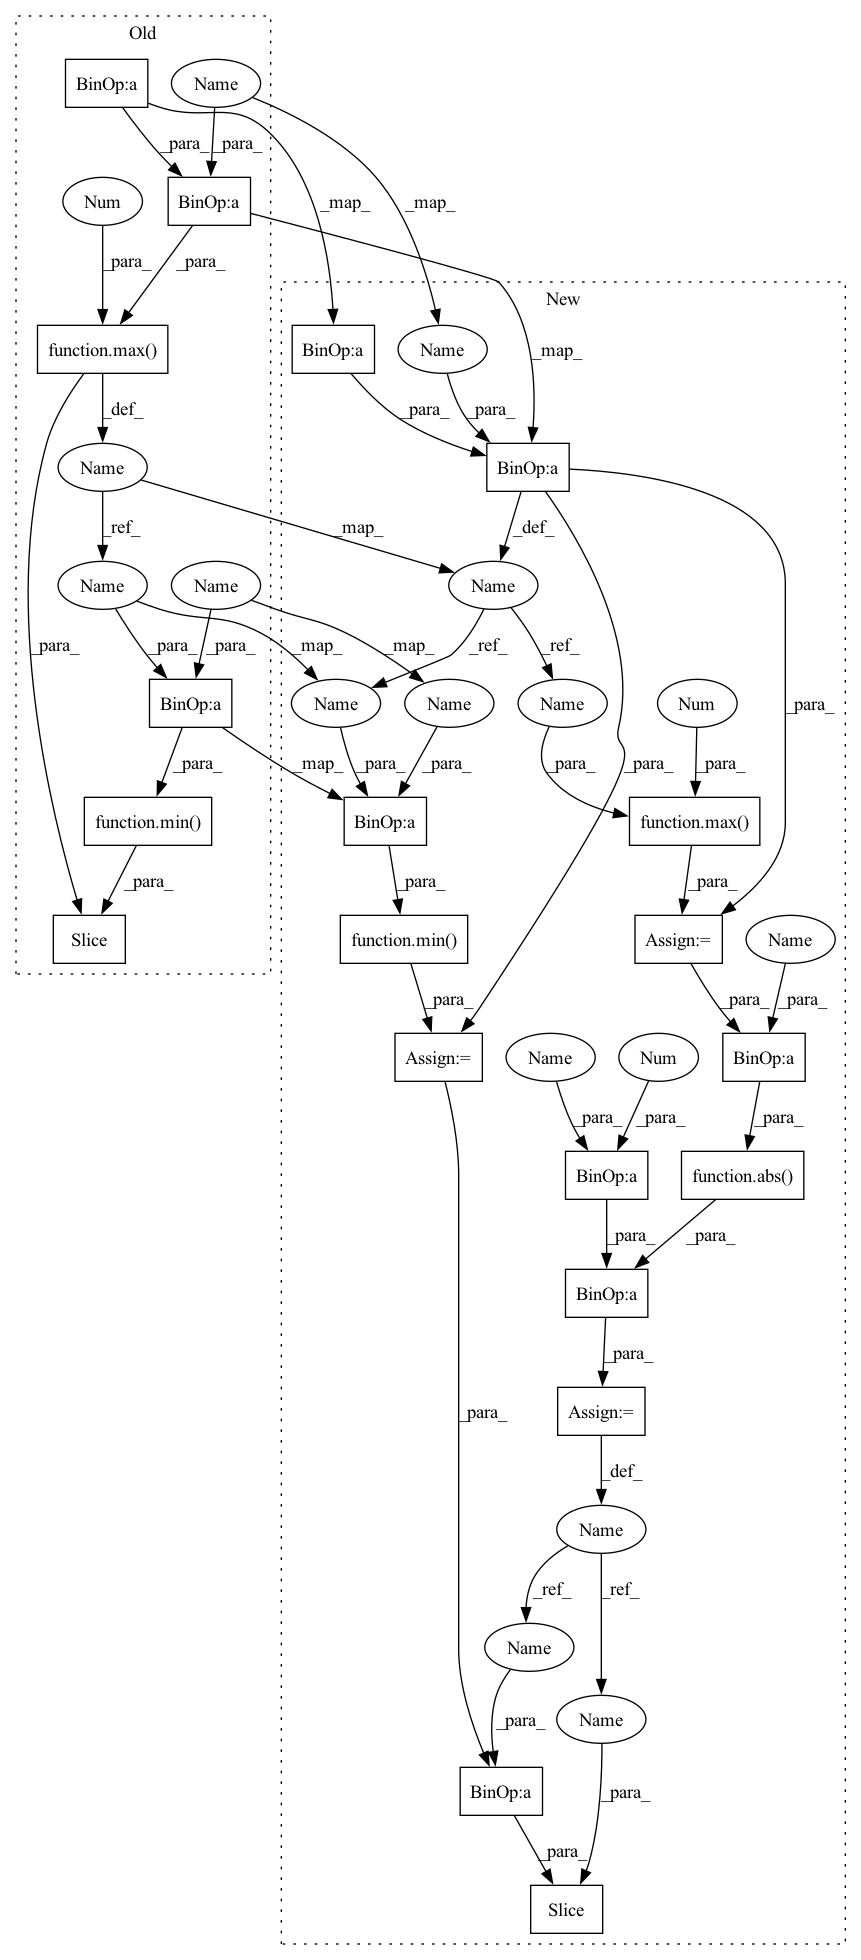 Old
BinOp:a
Name
_para_
_para_
Num
BinOp:a
_map_
_map_
_para_
_para_
New
function.max()
BinOp:a
Name
_map_
_def_
_para_
_para_
Name
BinOp:a
_ref_
_map_
_def_
Name
Name
Name
_para_
_para_
_para_
_map_
_map_
_ref_
_ref_
BinOp:a
Name
Name
Name
Num
_para_
_para_
_map_
_para_
_para_
_para_
_para_
_para_
function.min()
BinOp:a
function.max()
_para_
_para_
_para_
Slice
function.min()
Assign:=
Name
_para_
_para_
_para_
Assign:=
Name
Num
BinOp:a
_para_
_para_
_para_
BinOp:a
function.abs()
_para_
_para_
BinOp:a
_para_
_para_
Assign:=
_def_
Name
_ref_
_ref_
Name
Name
_para_
BinOp:a
_para_
_para_
Slice